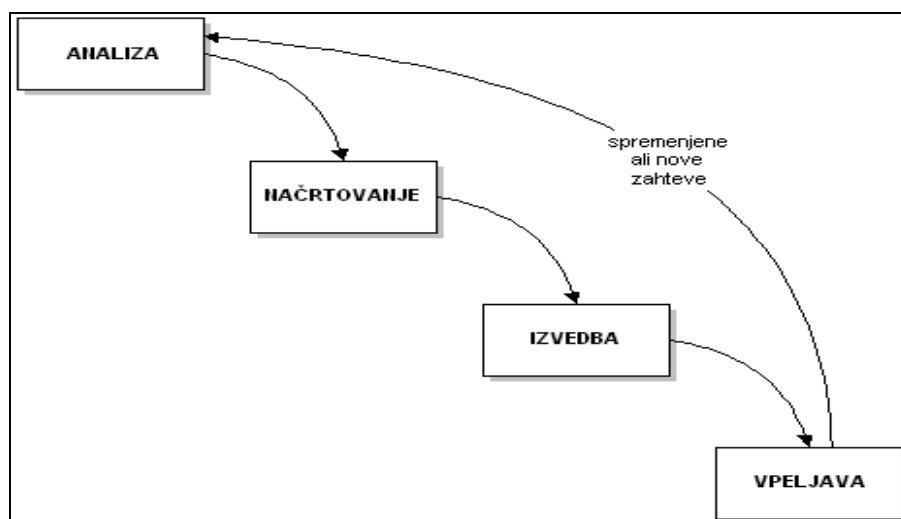 ANALIZA
spremenjene
ali nove
zahteve
NAČRTOVANJE
IZVEDBA
VPELJAVA